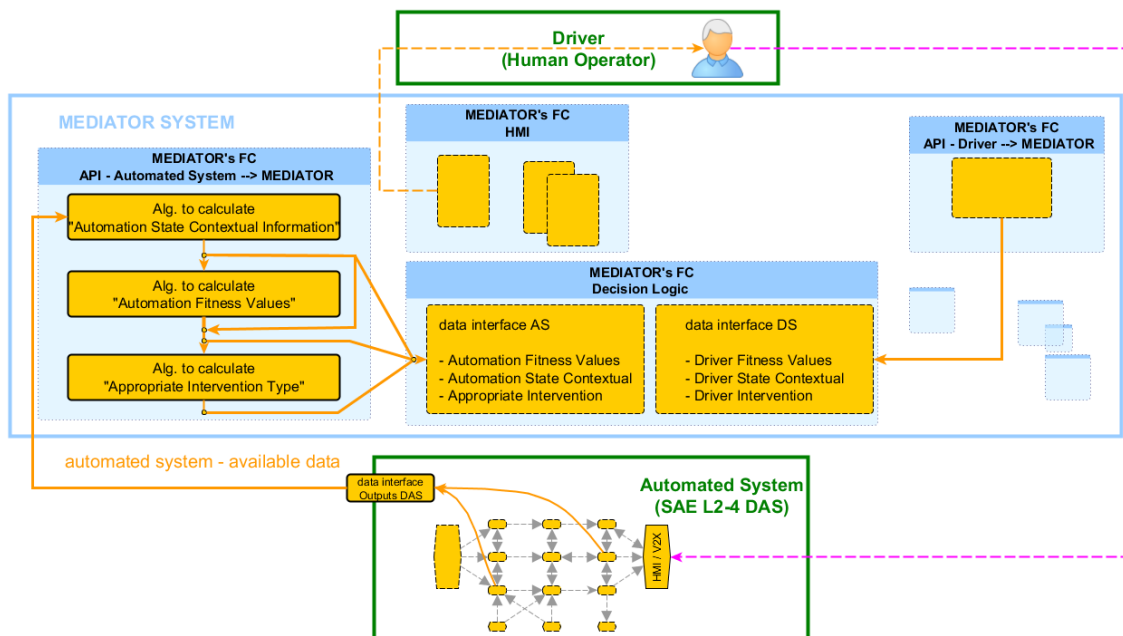 Driver
(Human Operator)
MEDIATOR SYSTEM
MEDIATOR's FC
HMI
MEDIATOR's FC
API - Driver --> MEDIATOR
MEDIATOR's FC
API - Automated System --> MEDIATOR
Alg. to calculate
"Automation State Contextual Information"
Alg. to calculate
"Automation Fitness Values"
Alg. to calculate
"Appropriate Intervention Type"
MEDIATOR's FC
Decision Logic
data interface AS
- Automation Fitness Values
- Automation State Contextual
- Appropriate Intervention
data interface DS
- Driver Fitness Values
- Driver State Contextual
- Driver Intervention
automated system - available data
data interface
Outputs DAS
Automated System
(SAE L2-4 DAS)
HMI / V2X